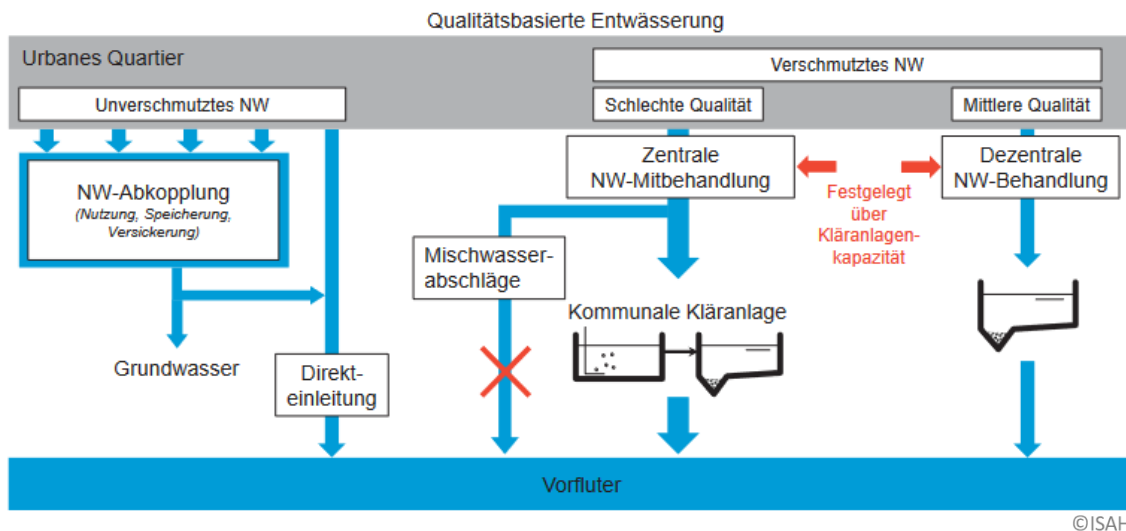 Qualitätsbasierte Entwässerung
Urbanes Quartier
Verschmutztes NW
Unverschmutztes NW
Schlechte Qualität
Mittlere Qualität
NW-Abkopplung
(Nutzung, Speicherung,
Versickerung)
Zentrale
NW-Mitbehandlung
Dezentrale
NW-Behandlung
Festgelegt
über
Kläranlagen-
kapazität
Mischwasser-
abschläge
Kommunale Kläranlage
Grundwasser
Direkt-
einleitung
Vorfluter
©ISAH